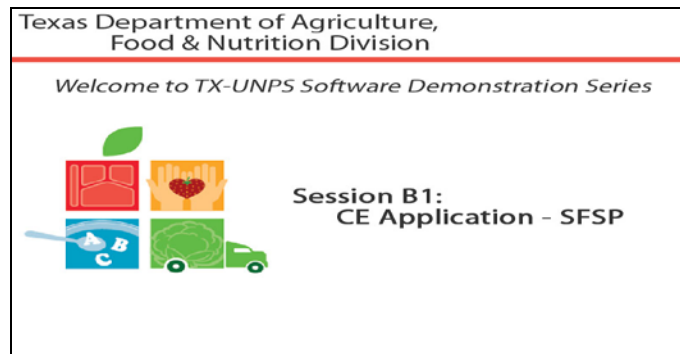 Texas Department of Agriculture,
Food & Nutrition Division
Welcome to TX-UNPS Software Demonstration Series
Session B1:
CE Application - SFSP
A B
C